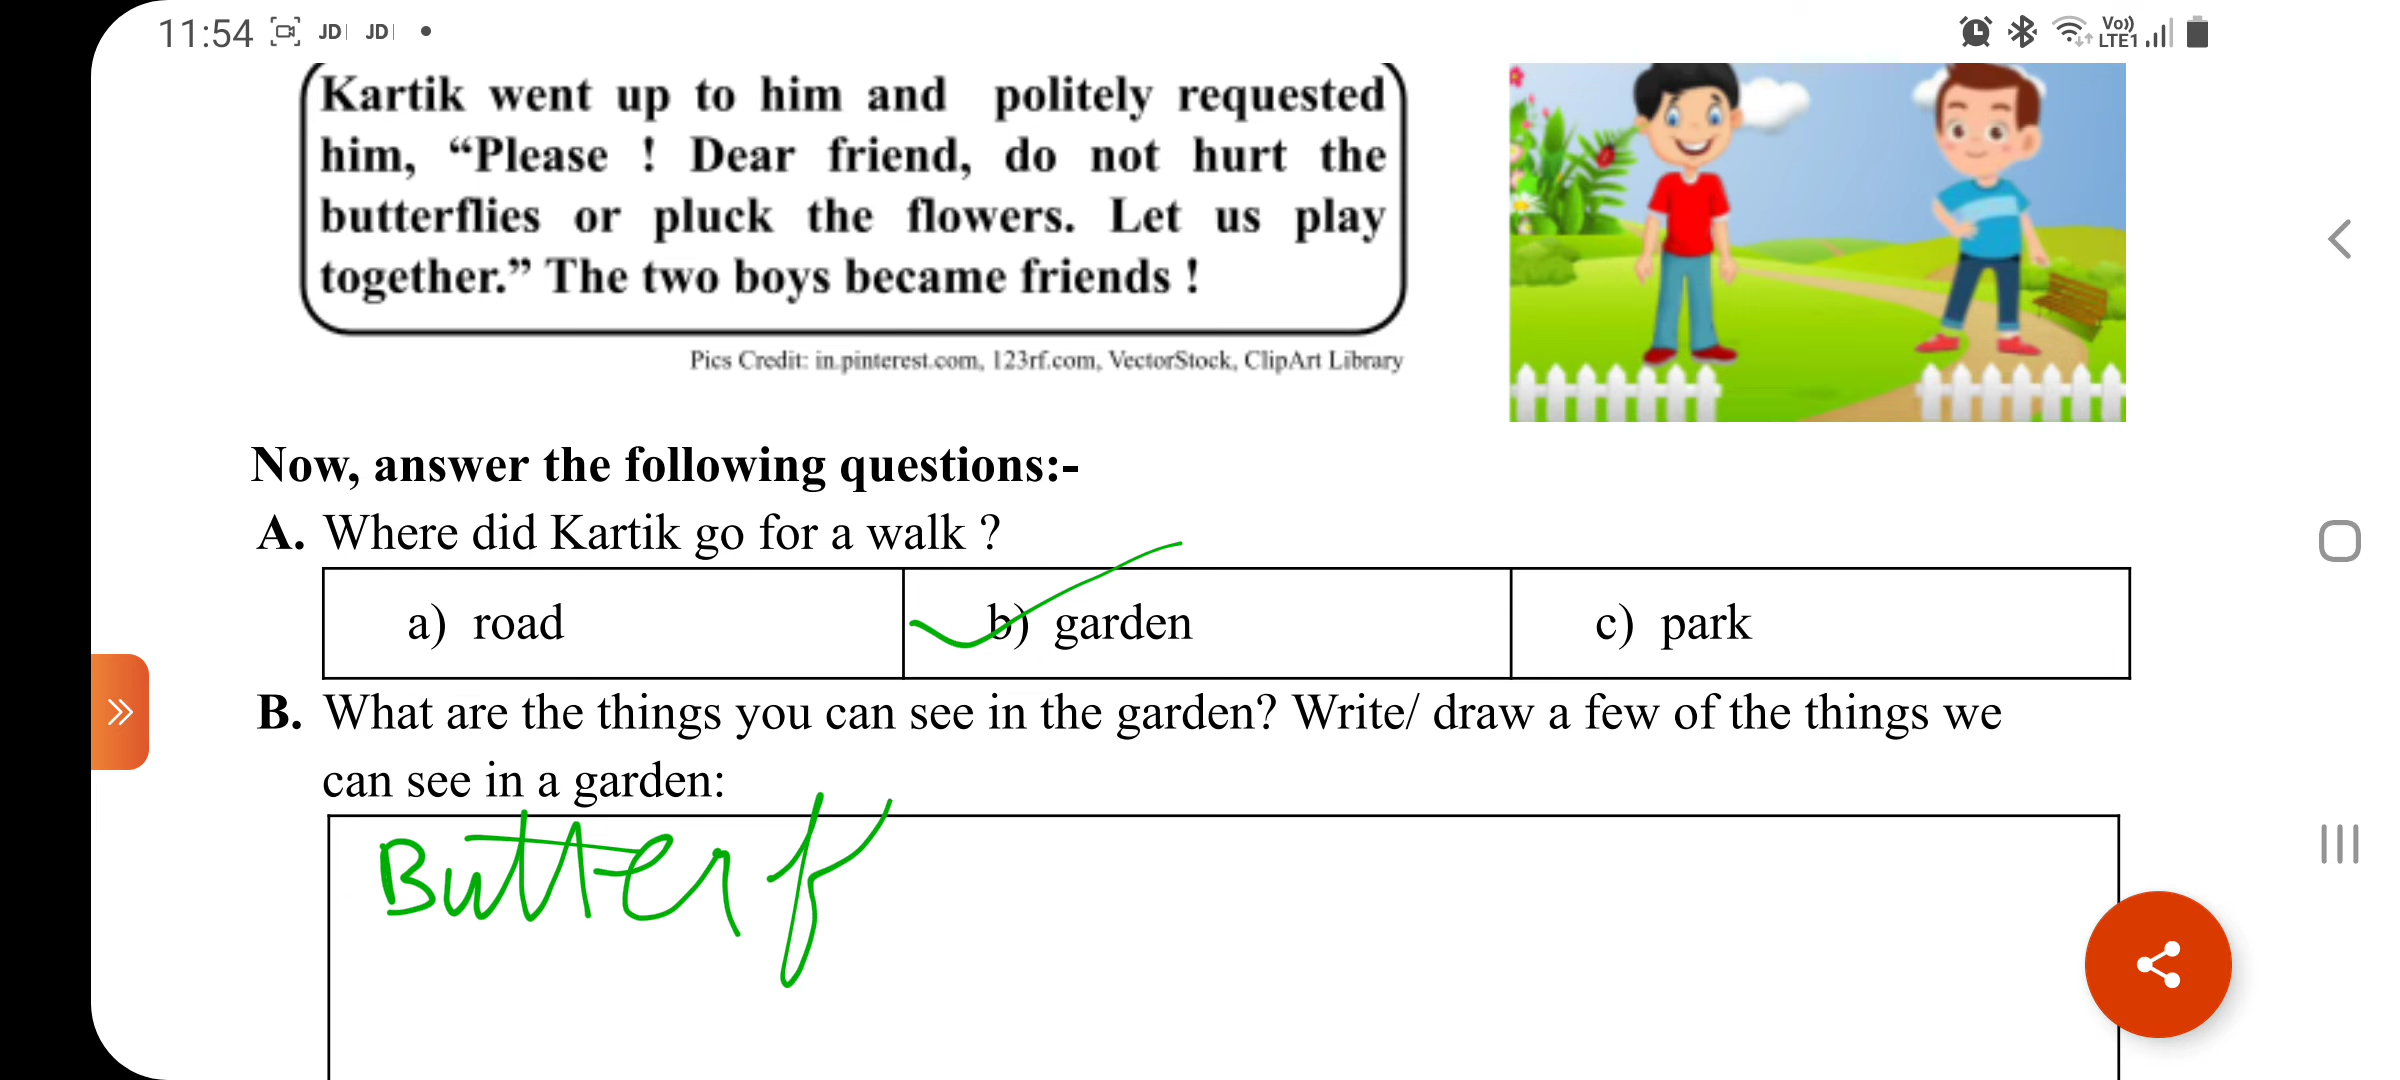 11:54 JD JD
Vo)) LTE1
Kartik went up to him and politely requested
him, “Please ! Dear friend, do not hurt the
butterflies or pluck the flowers. Let us play
together.” The two boys became friends !
Pics Credit: in.pinterest.com, 123rf.com, VectorStock, ClipArt Library
Now, answer the following questions:-
A. Where did Kartik go for a walk ?
a) road b) garden c) park
B. What are the things you can see in the garden? Write/ draw a few of the things we
can see in a garden:
Butterf